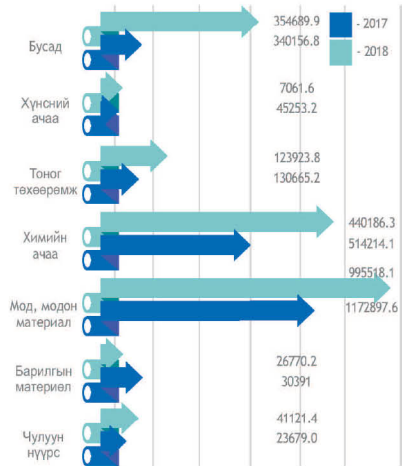 354689.9
- 2017
Бусад
340156.8
- 2018
Хүнсний
ачаа
7061.6
45253.2
Тоног
төхөөрөмж
123923.8
130665.2
Химийн
ачаа
440186.3
514214.1
Мод, модон
материал
995518.1
1172897.6
Барилгын
материел
26770.2
30391
Чулуун
нүүрс
41121.4
23679.0